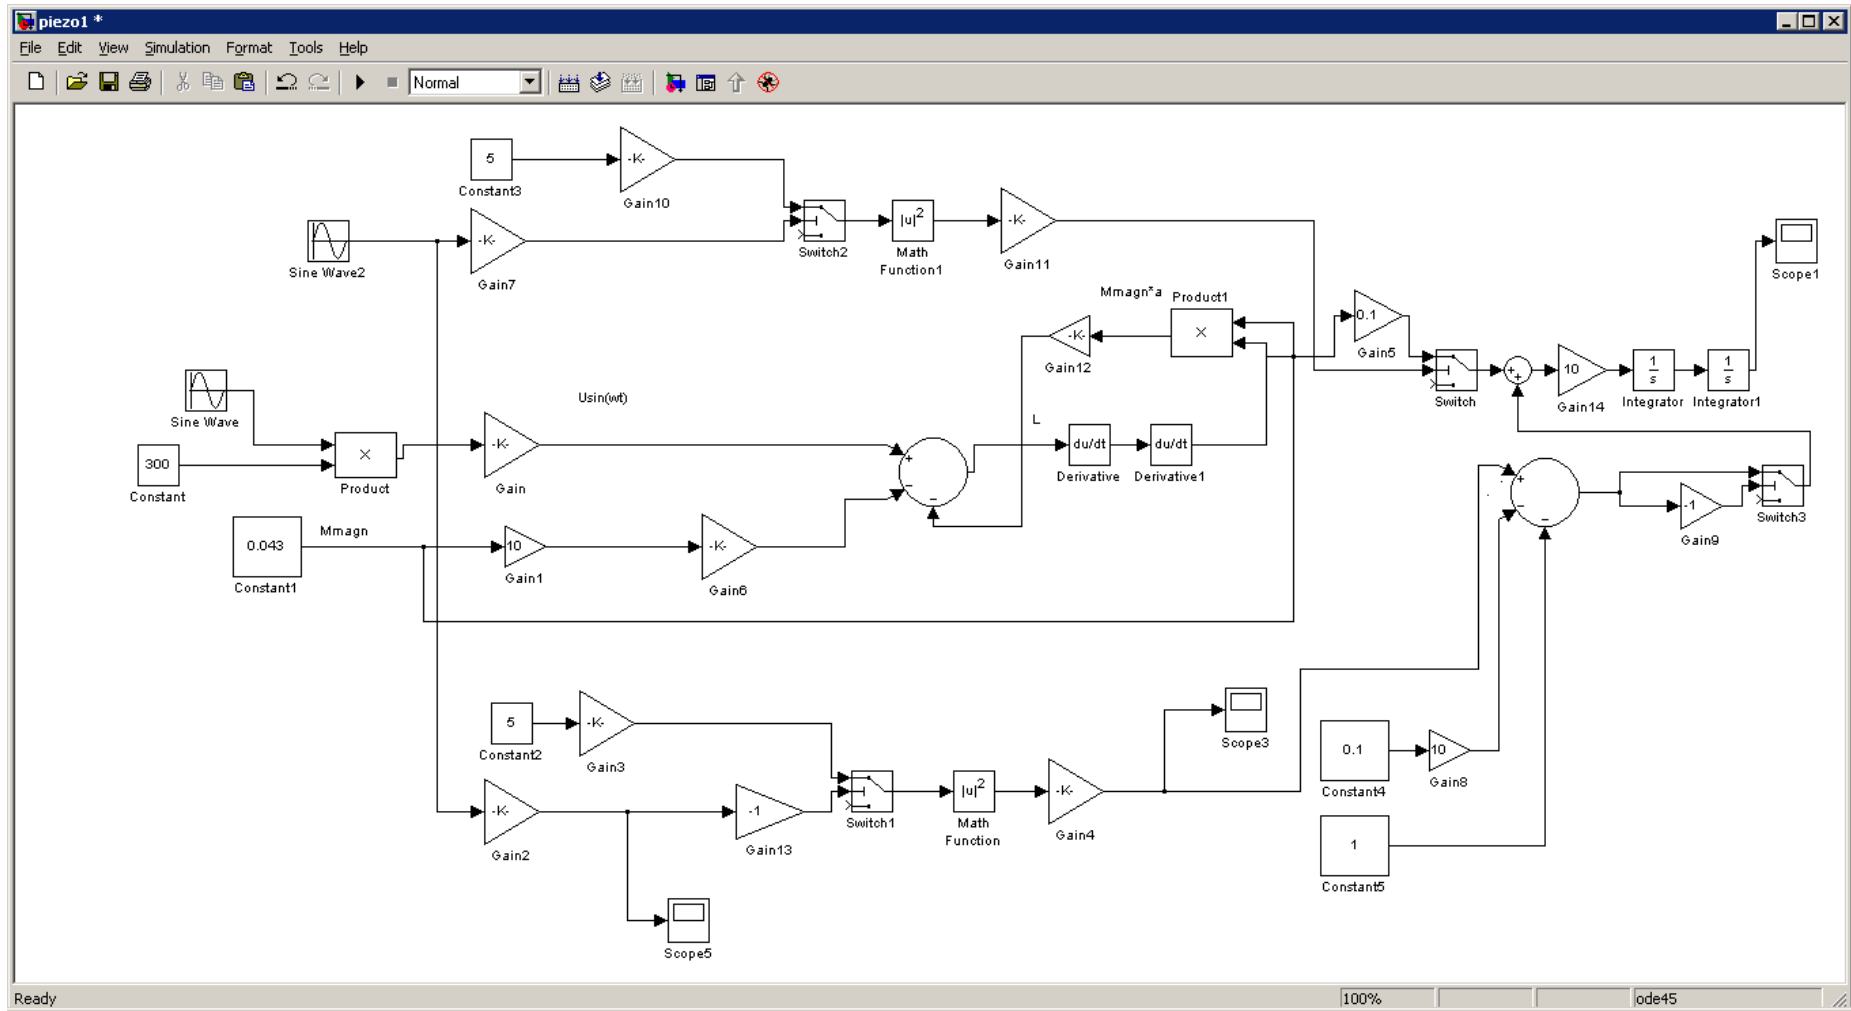 piezo1 *
File Edit View Simulation Format Tools Help
Normal
5
Constant3
-K-
Gain10
Sine Wave2
-K-
Gain7
Switch2
|u|2
Math
Function1
-K-
Gain11
Scope1
Mmagn*a
Product1
×
-K-
Gain12
0.1
Gain5
Switch
++
10
Gain14
1
s
Integrator
1
s
Integrator1
Sine Wave
Usin(wt)
300
Constant
×
Product
-K-
Gain
+
−
−
L
du/dt
Derivative
du/dt
Derivative1
+
−
−
-1
Gain9
Switch3
0.043
Constant1
Mmagn
10
Gain1
-K-
Gain6
5
Constant2
-K-
Gain3
Scope3
-K-
Gain2
-1
Gain13
Switch1
|u|2
Math
Function
-K-
Gain4
0.1
Constant4
10
Gain8
1
Constant5
Scope5
Ready
100%
ode45